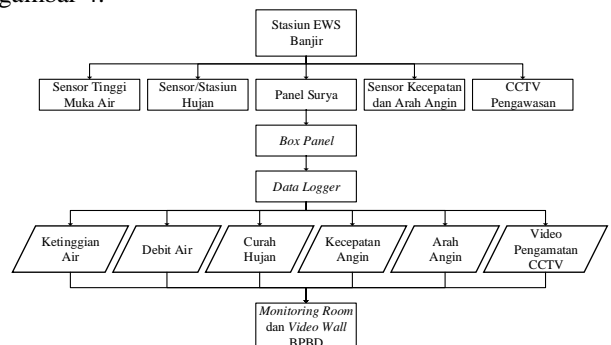 gambar 4.
Stasiun EWS
Banjir
Sensor Tinggi
Muka Air
Sensor/Stasiun
Hujan
Panel Surya
Sensor Kecepatan
dan Arah Angin
CCTV
Pengawasan
Box Panel
Data Logger
Ketinggian
Air
Debit Air
Curah
Hujan
Kecepatan
Angin
Arah
Angin
Video
Pengamatan
CCTV
Monitoring Room
dan Video Wall
BPBD